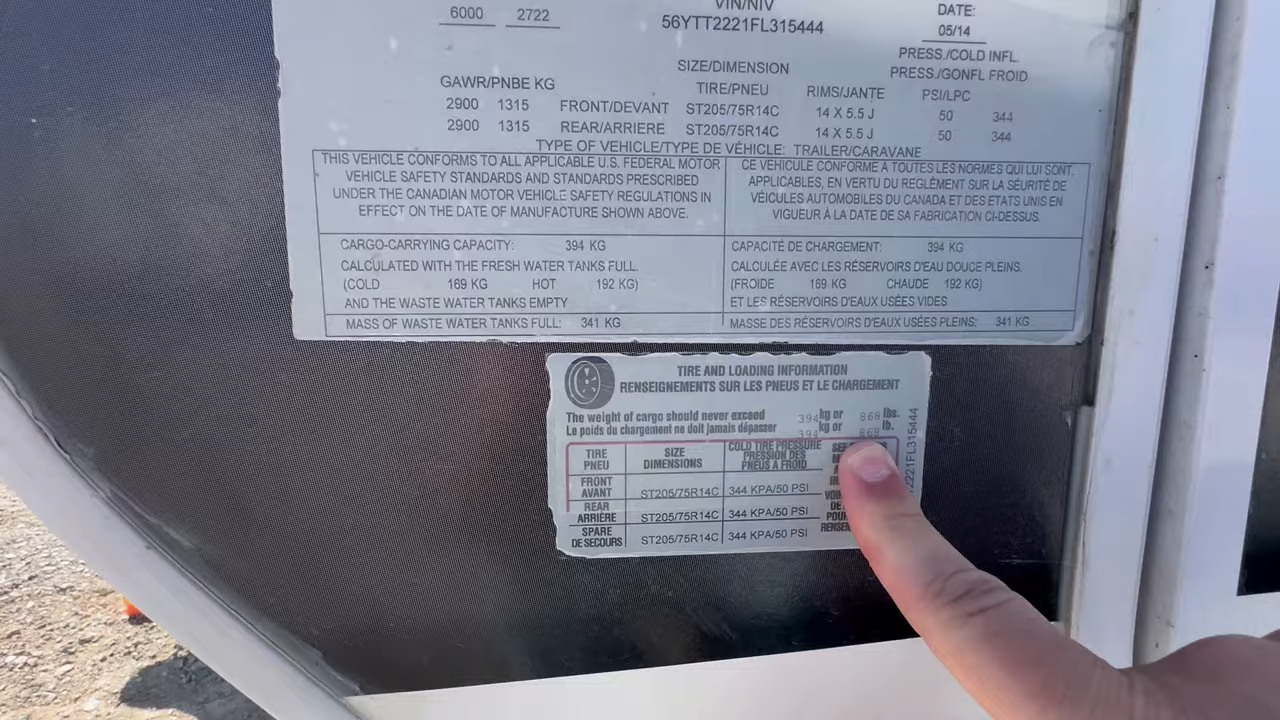 VIN/NIV
6000 2722 56YTT2221FL315444 DATE:
05/14
PRESS./COLD INFL.
SIZE/DIMENSION PRESS./GONFL FROID
GAWR/PNBE KG TIRE/PNEU RIMS/JANTE PSI/LPC
2900 1315 FRONT/DEVANT ST205/75R14C 14 X 5.5 J 50 344
2900 1315 REAR/ARRIERE ST205/75R14C 14 X 5.5 J 50 344
TYPE OF VEHICLE/TYPE DE VÉHICLE: TRAILER/CARAVANE
THIS VEHICLE CONFORMS TO ALL APPLICABLE U.S. FEDERAL MOTOR
VEHICLE SAFETY STANDARDS AND STANDARDS PRESCRIBED
UNDER THE CANADIAN MOTOR VEHICLE SAFETY REGULATIONS IN
EFFECT ON THE DATE OF MANUFACTURE SHOWN ABOVE.
CE VÉHICULE CONFORME À TOUTES LES NORMES QUI LUI SONT
APPLICABLES, EN VERTU DU REGLÉMENT SUR LA SÉURITÉ DE
VÉICULES AUTOMOBILES DU CANADA ET DES ETATS UNIS EN
VIGUEUR À LA DATE DE SA FABRICATION CI-DESSUS.
CARGO-CARRYING CAPACITY: 394 KG
CALCULATED WITH THE FRESH WATER TANKS FULL.
(COLD 169 KG HOT 192 KG)
AND THE WASTE WATER TANKS EMPTY
MASS OF WASTE WATER TANKS FULL: 341 KG
CAPACITÉ DE CHARGEMENT: 394 KG
CALCULÉE AVEC LES RÉSERVOIRS D'EAU DOUCE PLEINS.
(FROIDE 169 KG CHAUDE 192 KG)
ET LES RÉSERVOIRS D'EAUX USÉES VIDES
MASSE DES RÉSERVOIRS D'EAUX USÉES PLEINS: 341 KG
TIRE AND LOADING INFORMATION
RENSEIGNEMENTS SUR LES PNEUS ET LE CHARGEMENT
The weight of cargo should never exceed 394 kg or 868 lbs.
Le poids du chargement ne doit jamais dépasser 394 kg or 868 lb.
TIRE PNEU SIZE DIMENSIONS COLD TIRE PRESSURE PRESSION DES PNEUS A FROID
FRONT AVANT ST205/75R14C 344 KPA/50 PSI
REAR ARRIÈRE ST205/75R14C 344 KPA/50 PSI
SPARE DE SECOURS ST205/75R14C 344 KPA/50 PSI
2221FL315444